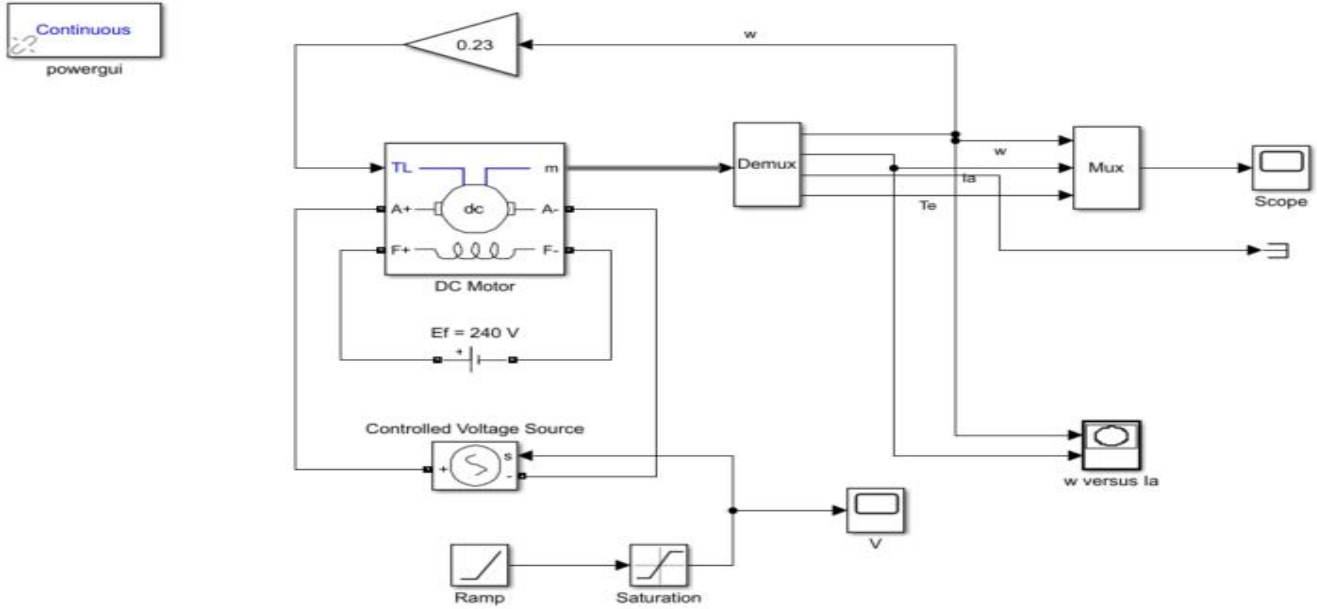 Continuous
powergui
0.23
w
TL
m
A+
dc
A-
F+
F-
DC Motor
Demux
w
Ia
Te
Mux
Scope
Ef = 240 V
+
Controlled Voltage Source
+
s
-
w versus Ia
V
Ramp
Saturation